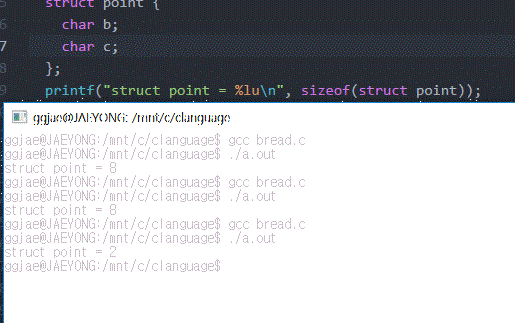 5 struct point {
6 char b;
7 char c;
8 };
9 printf("struct point = %lu\n", sizeof(struct point));
ggjae@JAEYONG: /mnt/c/clanguage
ggjae@JAEYONG:/mnt/c/clanguage$ gcc bread.c
ggjae@JAEYONG:/mnt/c/clanguage$ ./a.out
struct point = 8
ggjae@JAEYONG:/mnt/c/clanguage$ gcc bread.c
ggjae@JAEYONG:/mnt/c/clanguage$ ./a.out
struct point = 8
ggjae@JAEYONG:/mnt/c/clanguage$ gcc bread.c
ggjae@JAEYONG:/mnt/c/clanguage$ ./a.out
struct point = 2
ggjae@JAEYONG:/mnt/c/clanguage$